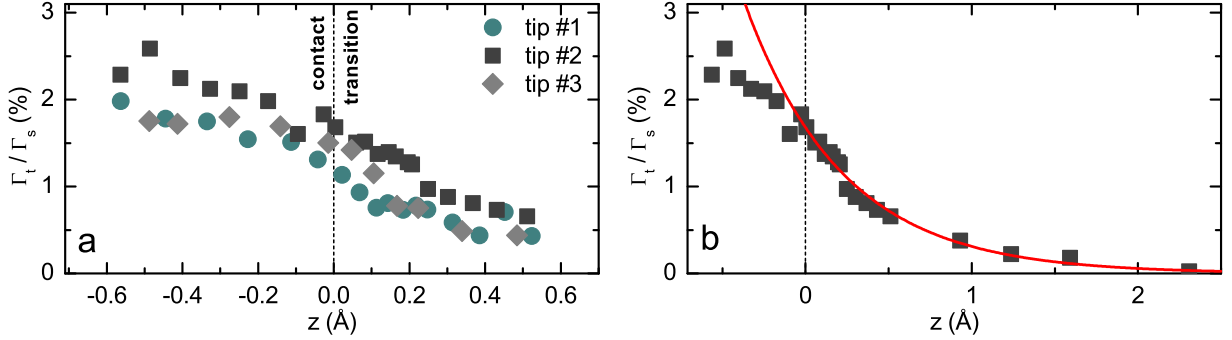 3
2
1
0
Γt / Γs (%)
-0.6
-0.4
-0.2
0.0
0.2
0.4
0.6
z (Å)
contact
transition
tip #1
tip #2
tip #3
a
3
2
1
0
Γt / Γs (%)
0
1
2
z (Å)
b